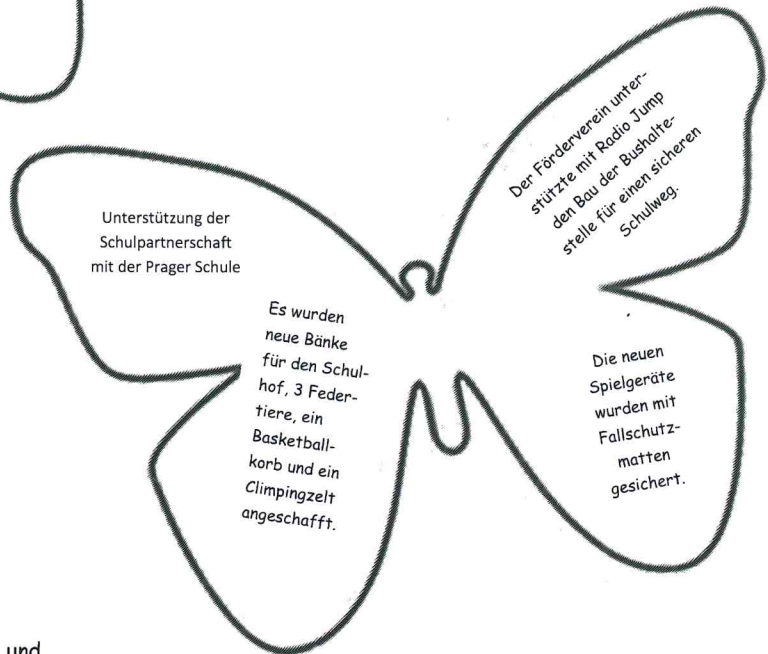 Unterstützung der
Schulpartnerschaft
mit der Prager Schule
Es wurden
neue Bänke
für den Schul-
hof, 3 Feder-
tiere, ein
Basketball-
korb und ein
Climpingzelt
angeschafft.
Der Förderverein unter-
stützte mit Radio Jump
den Bau der Bushalte-
stelle für einen sicheren
Schulweg.
Die neuen
Spielgeräte
wurden mit
Fallschutz-
matten
gesichert.
und